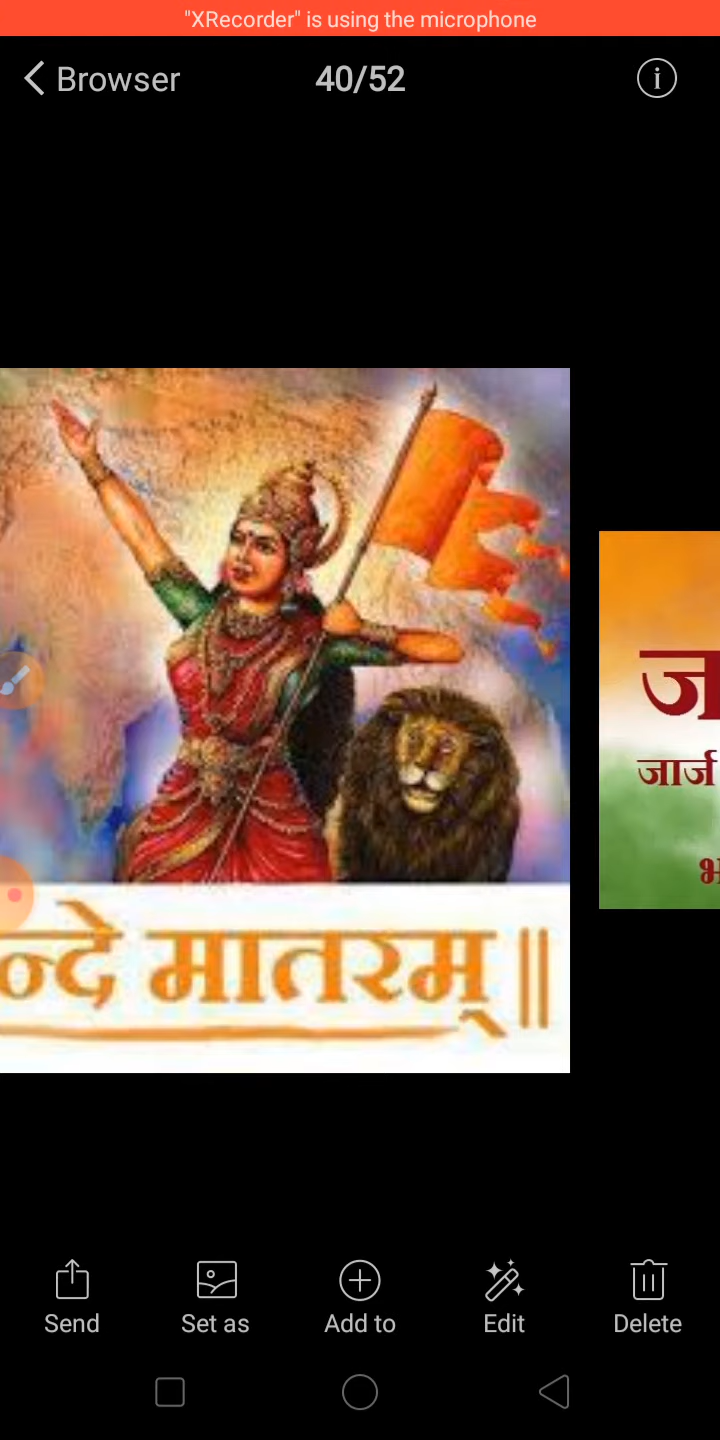 "XRecorder" is using the microphone
Browser
40/52
न्दे मातरम् ||
ज
जार्ज
भ
Send
Set as
Add to
Edit
Delete